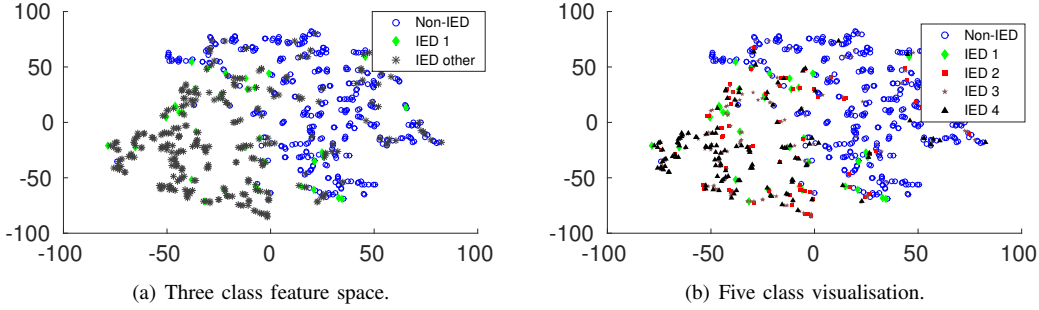 100
50
0
-50
-100
-100
-50
0
50
100
Non-IED
IED 1
IED other
(a) Three class feature space.
100
50
0
-50
-100
-100
-50
0
50
100
Non-IED
IED 1
IED 2
IED 3
IED 4
(b) Five class visualisation.